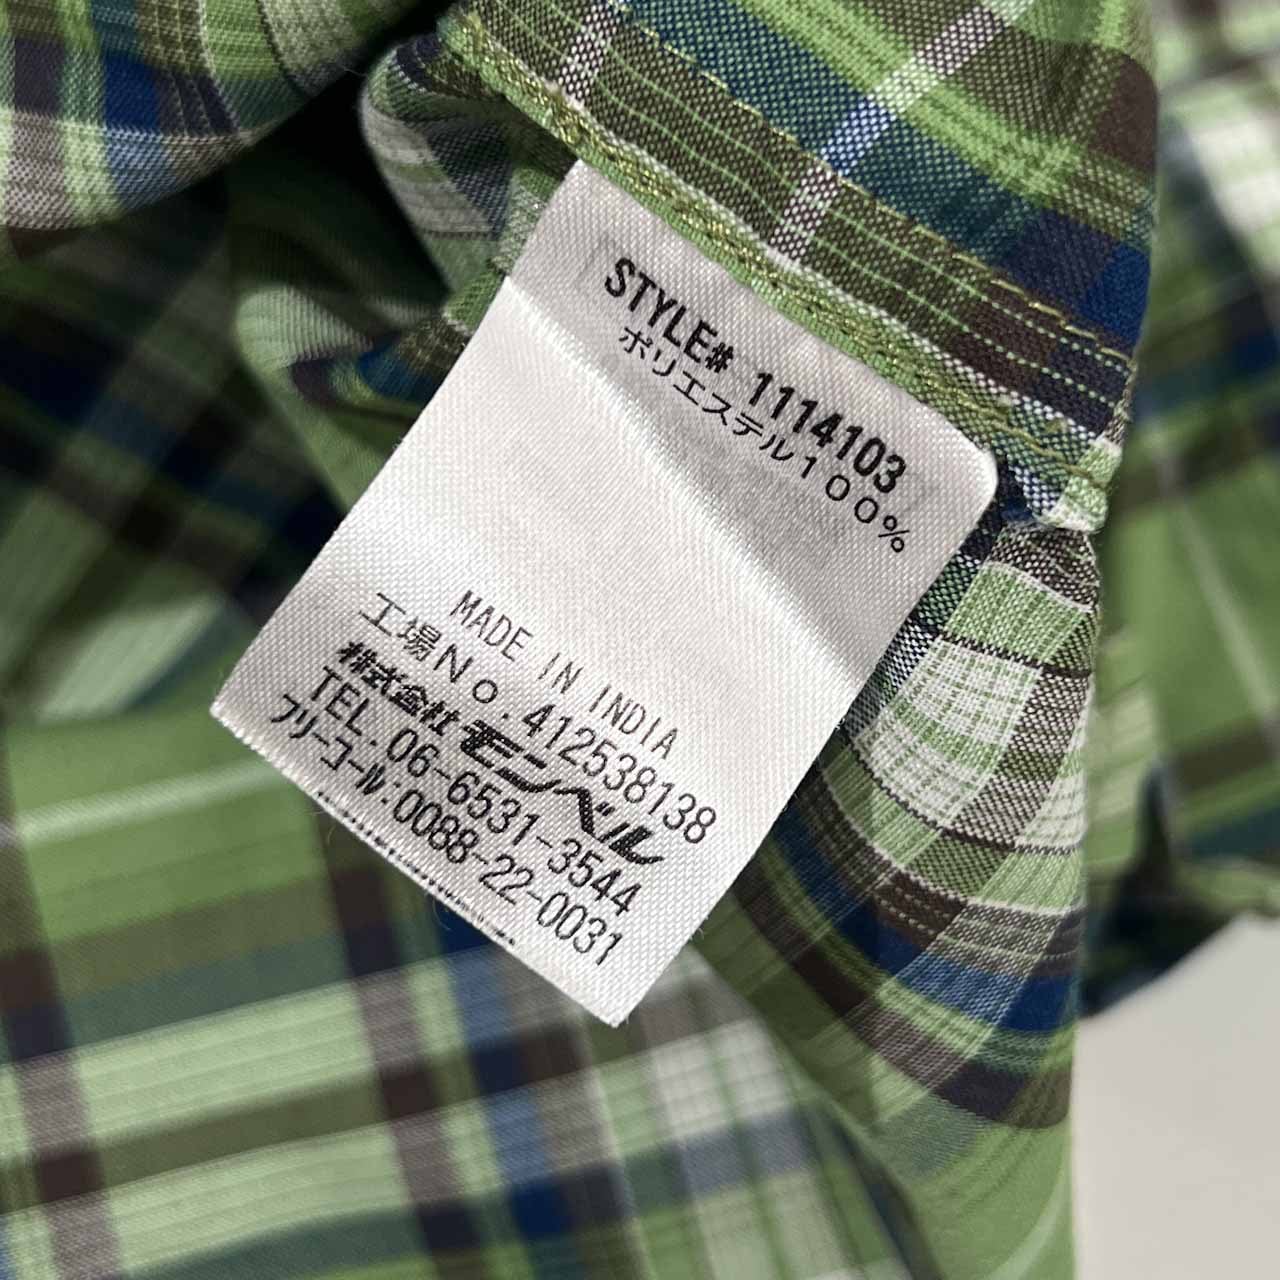 STYLE# 1114103
ポリエステル100%
MADE IN INDIA
工場No.412538138
株式会社モンベル
TEL.06-6531-3544
フリーコール:0088-22-0031